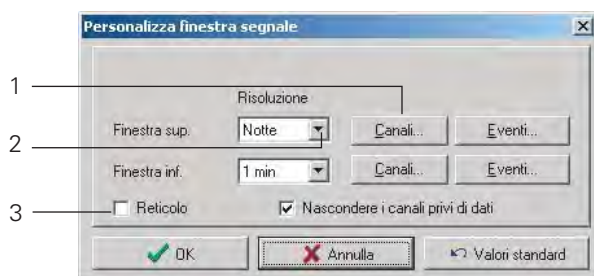 Personalizza finestra segnale
1
Risoluzione
Finestra sup. Notte Canali... Eventi...
2
Finestra inf. 1 min Canali... Eventi...
3
Reticolo Nascondere i canali privi di dati
OK Annulla Valori standard